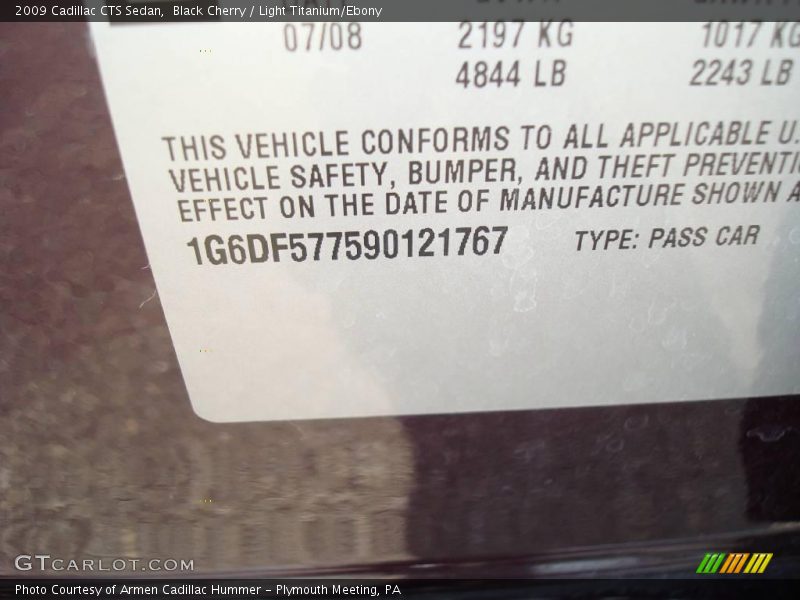 2009 Cadillac CTS Sedan, Black Cherry / Light Titanium/Ebony
07/08 2197 KG 1017 KG
4844 LB 2243 LB
THIS VEHICLE CONFORMS TO ALL APPLICABLE U.
VEHICLE SAFETY, BUMPER, AND THEFT PREVENTI
EFFECT ON THE DATE OF MANUFACTURE SHOWN A
1G6DF577590121767 TYPE: PASS CAR
GTCARLOT.COM
Photo Courtesy of Armen Cadillac Hummer - Plymouth Meeting, PA